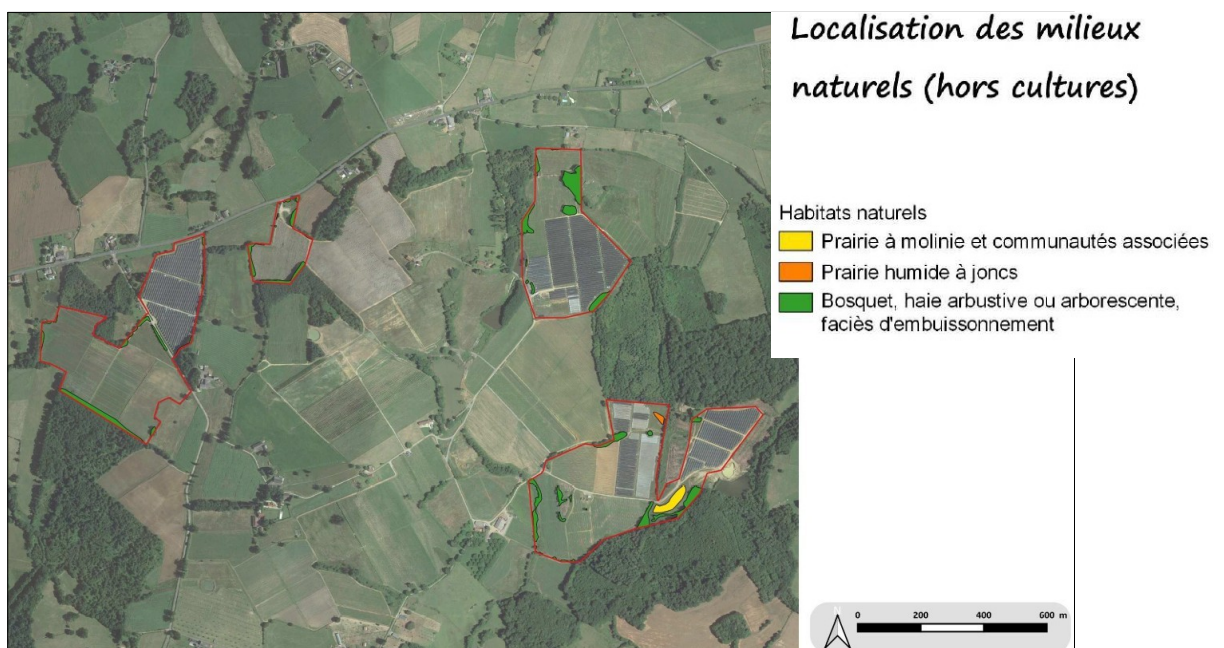 Localisation des milieux
naturels (hors cultures)
Habitats naturels
Prairie à molinie et communautés associées
Prairie humide à joncs
Bosquet, haie arbustive ou arborescente,
faciès d'embuissonnement
N
0 200 400 600 m